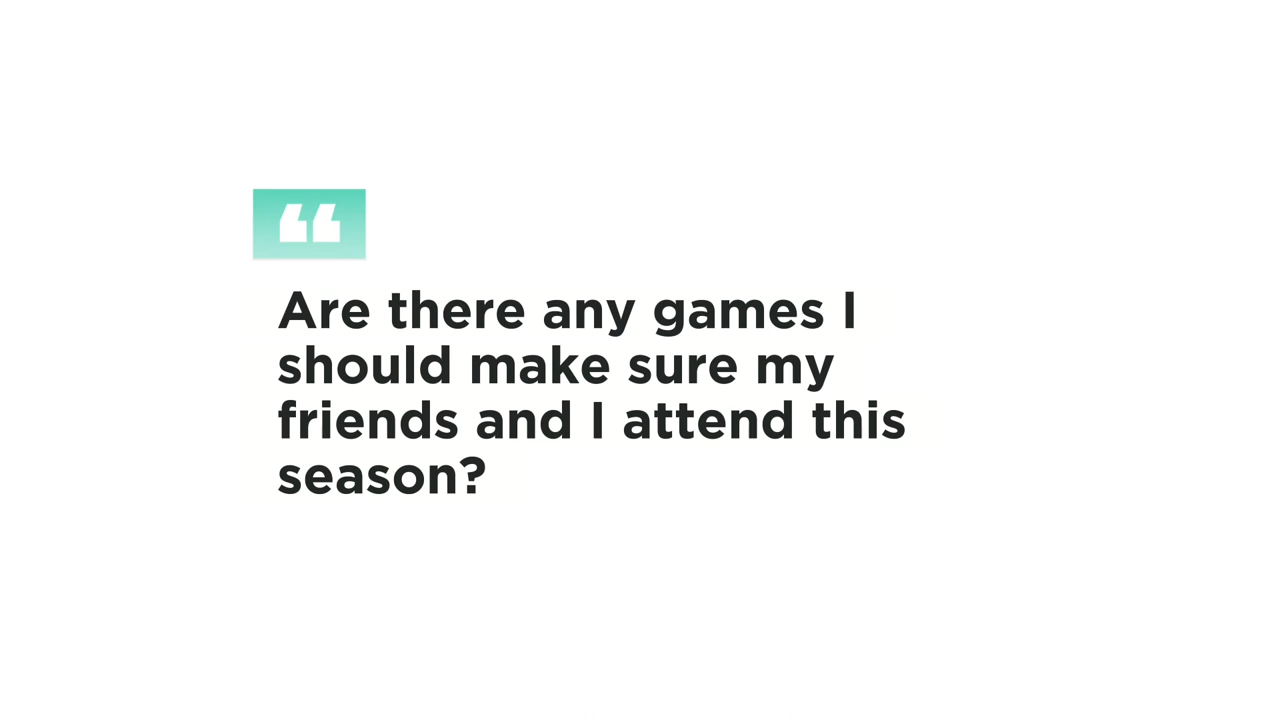 “
Are there any games I
should make sure my
friends and I attend this
season?